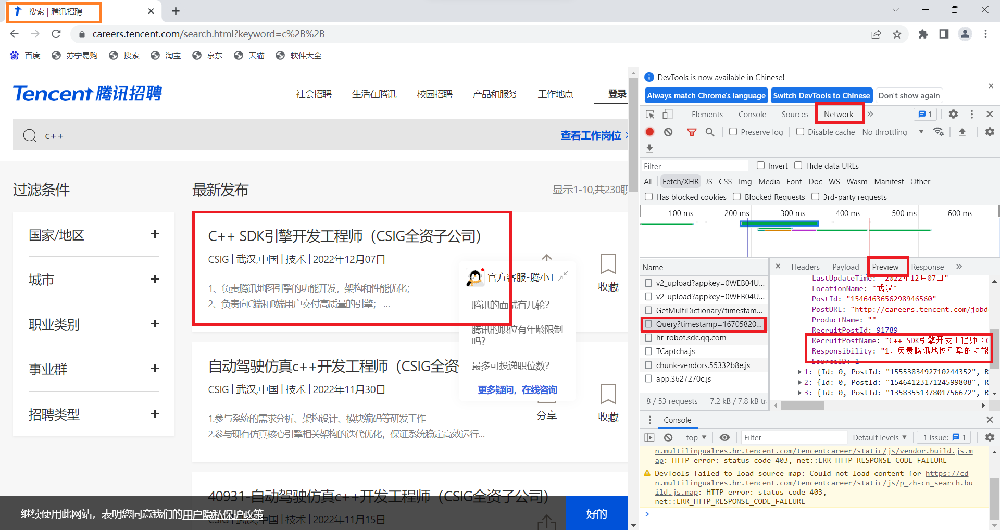 搜索 | 腾讯招聘
careers.tencent.com/search.html?keyword=c%2B%2B
百度
苏宁易购
搜索
淘宝
京东
天猫
软件大全
Tencent 腾讯招聘
社会招聘
生活在腾讯
校园招聘
产品和服务
工作地点
登录
c++
查看工作岗位
过滤条件
最新发布
显示1-10,共230职
国家/地区
城市
职业类别
事业群
招聘类型
C++ SDK引擎开发工程师（CSIG全资子公司）
CSIG | 武汉,中国 | 技术 | 2022年12月07日
1、负责腾讯地图引擎的功能开发，架构和性能优化；
2、负责向C端和B端用户交付高质量的引擎； ...
收藏
官方客服-腾小T
腾讯的面试有几轮?
腾讯的职位有年龄限制
吗?
最多可投递职位数?
更多疑问，在线咨询
自动驾驶仿真c++开发工程师（CSIG全资
CSIG | 武汉,中国 | 技术 | 2022年11月30日
1.参与系统的需求分析、架构设计、模块编码等研发工作
2.参与现有仿真核心引擎相关架构的迭代优化，保证系统稳定高效运行...
分享
收藏
40931-自动驾驶仿真c++开发工程师（CSIG全资子公司）
CSIG | 武汉,中国 | 技术 | 2022年11月15日
继续使用此网站，表明您同意我们的用户隐私保护政策
好的
DevTools is now available in Chinese!
Always match Chrome's language
Switch DevTools to Chinese
Don't show again
Elements
Console
Sources
Network
1
Preserve log
Disable cache
No throttling
Filter
Invert
Hide data URLs
All
Fetch/XHR
JS
CSS
Img
Media
Font
Doc
WS
Wasm
Manifest
Other
Has blocked cookies
Blocked Requests
3rd-party requests
100 ms
200 ms
300 ms
400 ms
500 ms
600 ms
Name
v2_upload?appkey=0WEB04U...
v2_upload?appkey=0WEB04U...
GetMultiDictionary?timestam...
Query?timestamp=16705820...
hr-robot.sdc.qq.com
TCaptcha.js
chunk-vendors.55332b8e.js
app.3627270c.js
8 / 53 requests
7.2 kB / 7.8 kB tra
Headers
Payload
Preview
Response
LastUpdateTime: "2022年12月07日"
LocationName: "武汉"
PostId: "1546463656298946560"
PostURL: "http://careers.tencent.com/jobde
ProductName: ""
RecruitPostId: 91789
RecruitPostName: "C++ SDK引擎开发工程师（C
Responsibility: "1、负责腾讯地图引擎的功能
SourceID: 1
1: {Id: 0, PostId: "1555383492710244352", R
2: {Id: 0, PostId: "1546412317124599808", R
3: {Id: 0, PostId: "1358355137801756672", R
Console
top
Filter
Default levels
1 Issue:
1
n.multilingualres.hr.tencent.com/tencentcareer/static/js/vendor.build.js.m
ap: HTTP error: status code 403, net::ERR_HTTP_RESPONSE_CODE_FAILURE
DevTools failed to load source map: Could not load content for https://cd
n.multilingualres.hr.tencent.com/tencentcareer/static/js/p_zh-cn_search.bu
ild.js.map: HTTP error: status code 403,
net::ERR_HTTP_RESPONSE_CODE_FAILURE